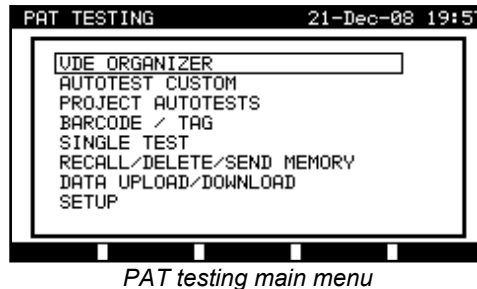 PAT TESTING 21-Dec-08 19:57
VDE ORGANIZER
AUTOTEST CUSTOM
PROJECT AUTOTESTS
BARCODE / TAG
SINGLE TEST
RECALL/DELETE/SEND MEMORY
DATA UPLOAD/DOWNLOAD
SETUP
PAT testing main menu